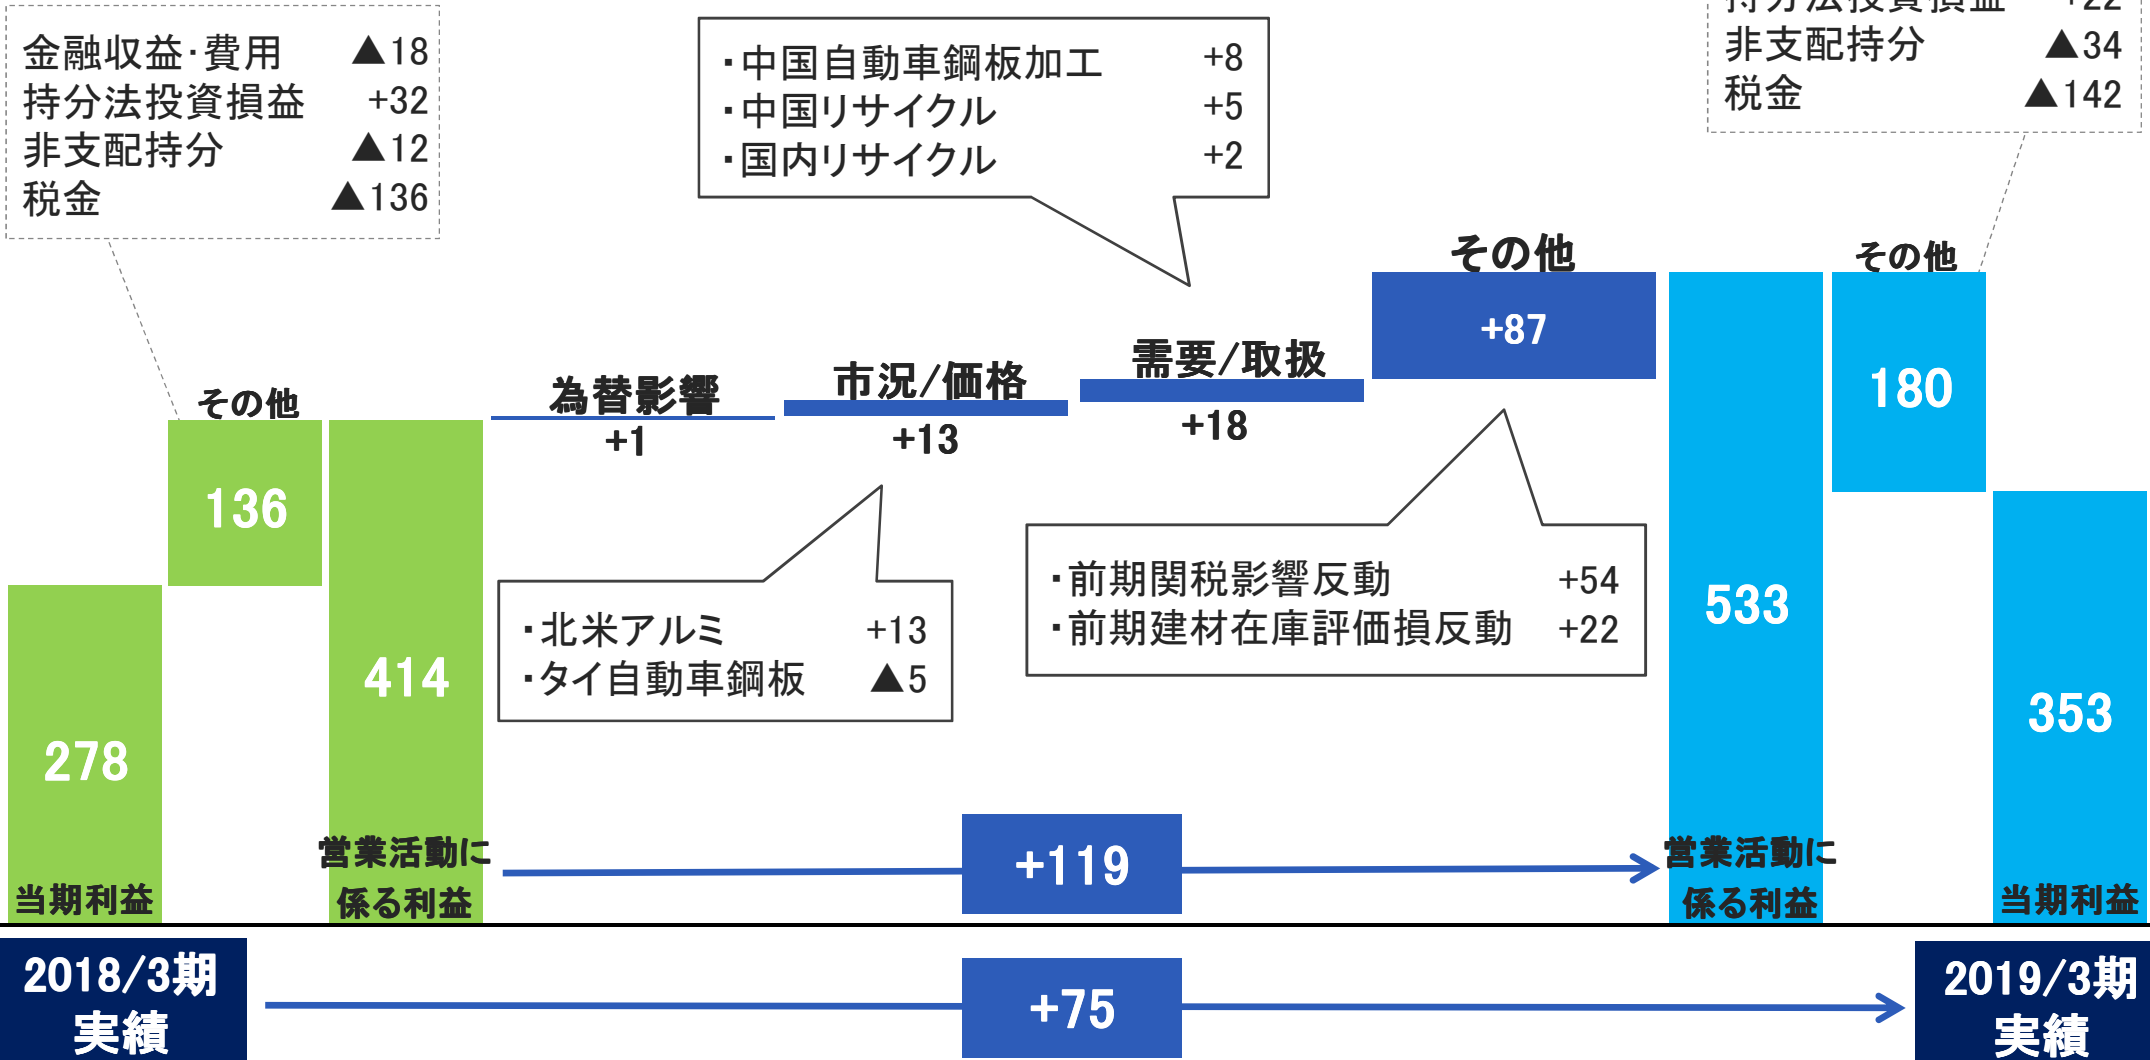 金融収益・費用 ▲18
持分法投資損益 +32
非支配持分 ▲12
税金 ▲136
・中国自動車鋼板加工 +8
・中国リサイクル +5
・国内リサイクル +2
持分法投資損益 +22
非支配持分 ▲34
税金 ▲142
その他
136
278
当期利益
414
営業活動に
係る利益
為替影響
+1
市況/価格
+13
需要/取扱
+18
その他
+87
・北米アルミ +13
・タイ自動車鋼板 ▲5
・前期関税影響反動 +54
・前期建材在庫評価損反動 +22
533
営業活動に
係る利益
その他
180
353
当期利益
+119
2018/3期
実績
+75
2019/3期
実績